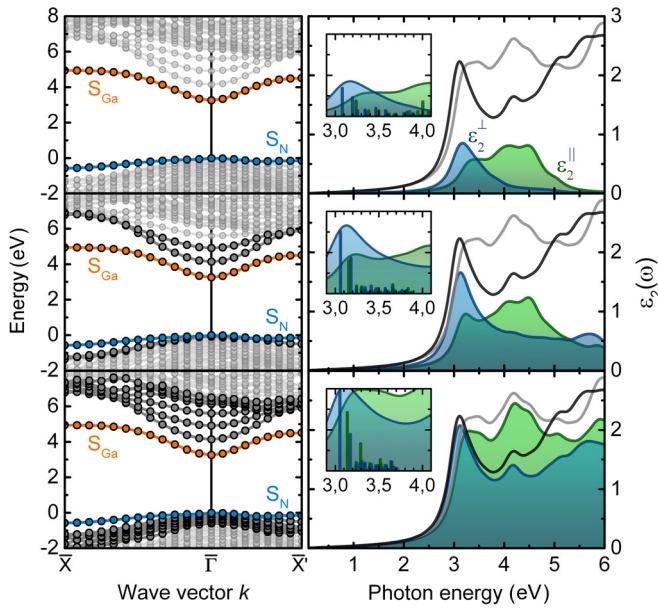 8
6
4
2
0
-2
6
4
2
0
-2
6
4
2
0
-2
Energy (eV)
S_Ga
S_N
S_Ga
S_N
S_Ga
S_N
X̅ Γ̅ X̅'
Wave vector k
3,0 3,5 4,0
ε₂^⊥
ε₂^||
3,0 3,5 4,0
3,0 3,5 4,0
3
2
1
0
2
1
0
2
1
0
ε₂(ω)
0 1 2 3 4 5 6
Photon energy (eV)